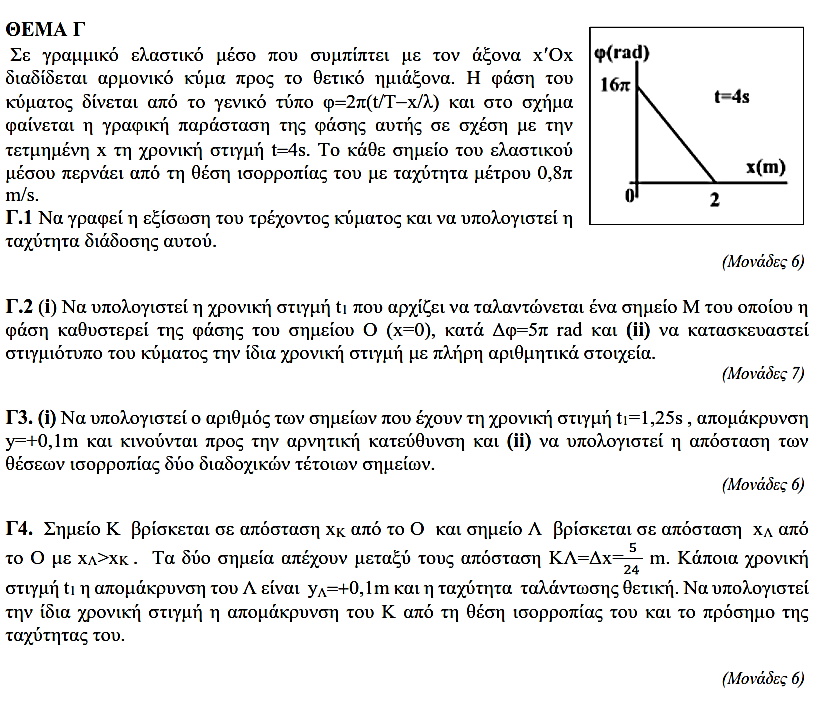 ΘΕΜΑ Γ
Σε γραμμικό ελαστικό μέσο που συμπίπτει με τον άξονα x′Ox
διαδίδεται αρμονικό κύμα προς το θετικό ημιάξονα. Η φάση του
κύματος δίνεται από το γενικό τύπο φ=2π(t/T−x/λ) και στο σχήμα
φαίνεται η γραφική παράσταση της φάσης αυτής σε σχέση με την
τετμημένη x τη χρονική στιγμή t=4s. Το κάθε σημείο του ελαστικού
μέσου περνάει από τη θέση ισορροπίας του με ταχύτητα μέτρου 0,8π
m/s.
φ(rad)
16π
t=4s
x(m)
0
2
Γ.1 Να γραφεί η εξίσωση του τρέχοντος κύματος και να υπολογιστεί η
ταχύτητα διάδοσης αυτού.
(Μονάδες 6)
Γ.2 (i) Να υπολογιστεί η χρονική στιγμή t1 που αρχίζει να ταλαντώνεται ένα σημείο Μ του οποίου η
φάση καθυστερεί της φάσης του σημείου Ο (x=0), κατά Δφ=5π rad και (ii) να κατασκευαστεί
στιγμιότυπο του κύματος την ίδια χρονική στιγμή με πλήρη αριθμητικά στοιχεία.
(Μονάδες 7)
Γ3. (i) Να υπολογιστεί ο αριθμός των σημείων που έχουν τη χρονική στιγμή t1=1,25s , απομάκρυνση
y=+0,1m και κινούνται προς την αρνητική κατεύθυνση και (ii) να υπολογιστεί η απόσταση των
θέσεων ισορροπίας δύο διαδοχικών τέτοιων σημείων.
(Μονάδες 6)
Γ4. Σημείο Κ βρίσκεται σε απόσταση xΚ από το Ο και σημείο Λ βρίσκεται σε απόσταση xΛ από
το Ο με xΛ>xΚ . Τα δύο σημεία απέχουν μεταξύ τους απόσταση ΚΛ=Δx=5/24 m. Κάποια χρονική
στιγμή t1 η απομάκρυνση του Λ είναι yΛ=+0,1m και η ταχύτητα ταλάντωσης θετική. Να υπολογιστεί
την ίδια χρονική στιγμή η απομάκρυνση του Κ από τη θέση ισορροπίας του και το πρόσημο της
ταχύτητας του.
(Μονάδες 6)